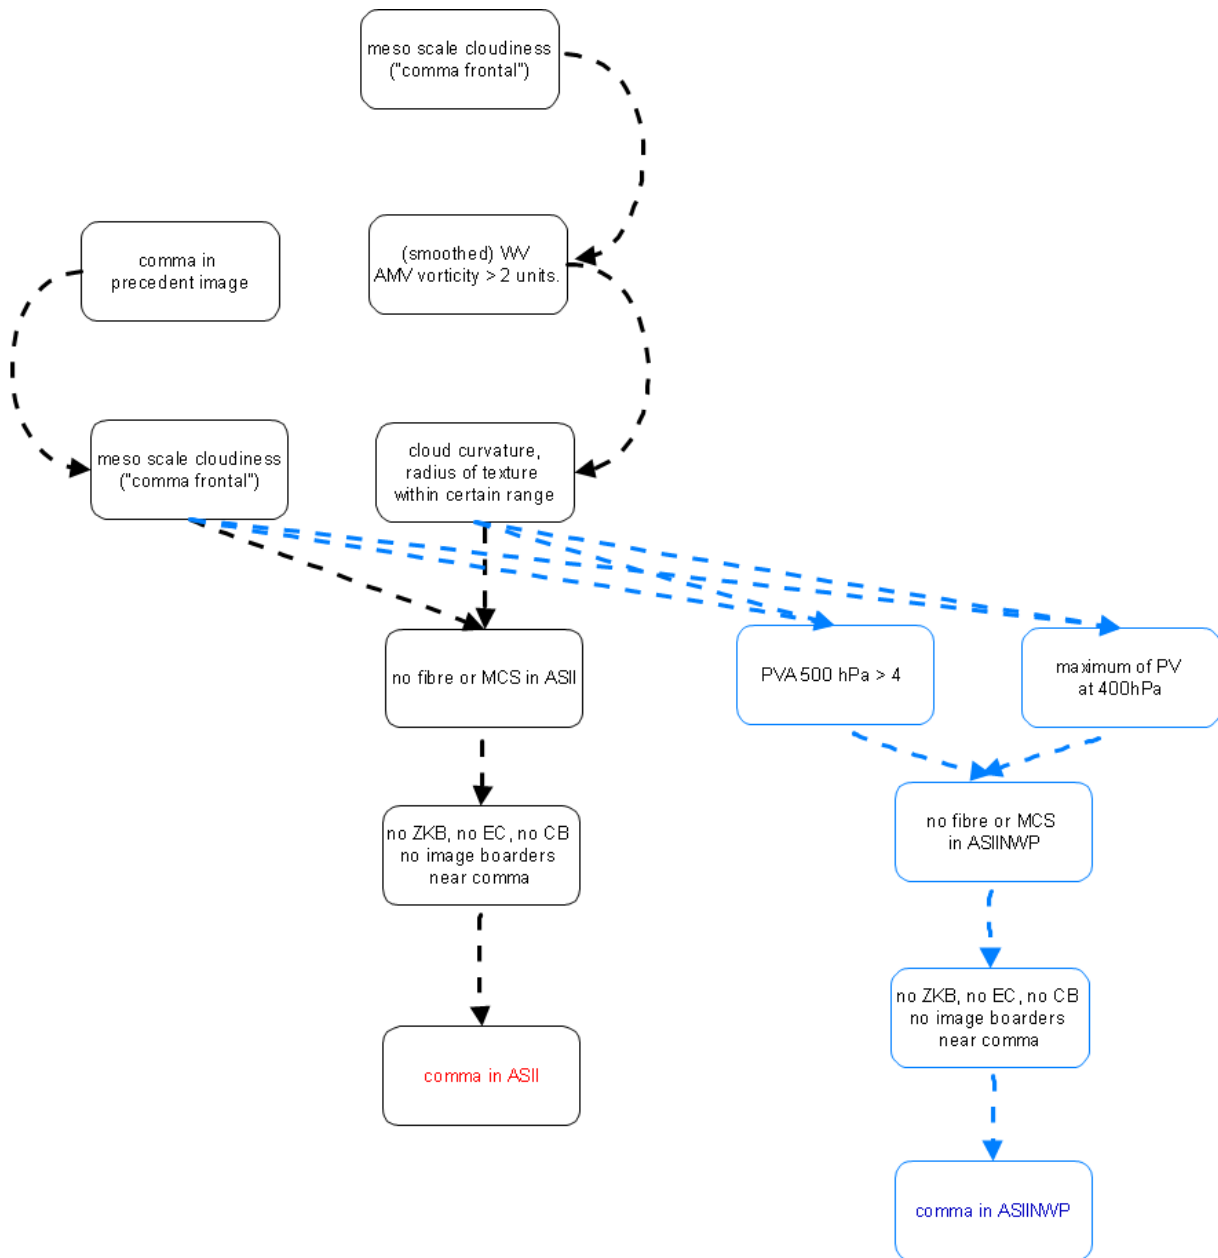 meso scale cloudiness
("comma frontal")
comma in
precedent image
(smoothed) WV
AMV vorticity > 2 units.
meso scale cloudiness
("comma frontal")
cloud curvature,
radius of texture
within certain range
no fibre or MCS in ASII
PVA 500 hPa > 4
maximum of PV
at 400hPa
no ZKB, no EC, no CB
no image boarders
near comma
no fibre or MCS
in ASIINWP
no ZKB, no EC, no CB
no image boarders
near comma
comma in ASII
comma in ASIINWP